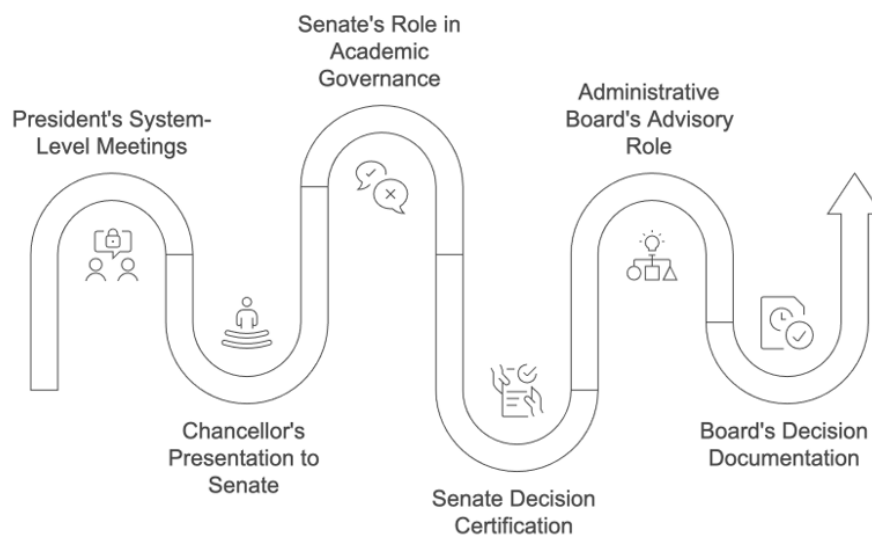 President's System-
Level Meetings
Chancellor's
Presentation to
Senate
Senate's Role in
Academic
Governance
Senate Decision
Certification
Administrative
Board's Advisory
Role
Board's Decision
Documentation